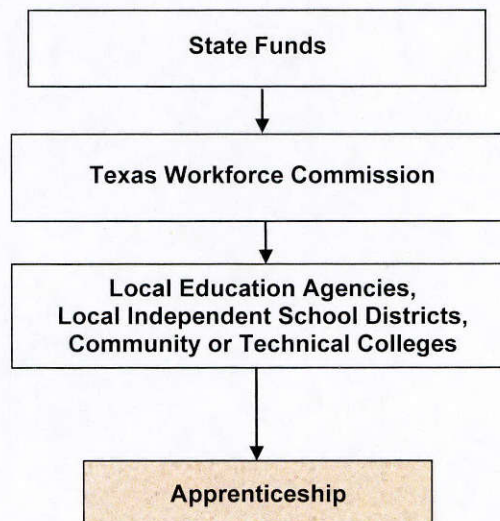 State Funds
Texas Workforce Commission
Local Education Agencies,
Local Independent School Districts,
Community or Technical Colleges
Apprenticeship